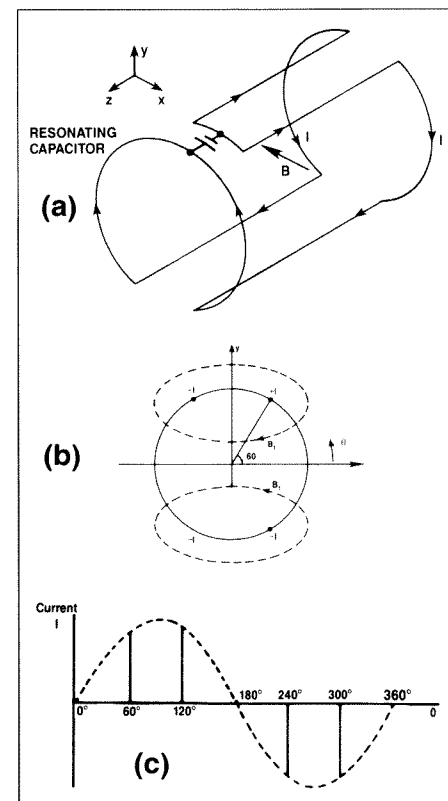 y
z x
RESONATING
CAPACITOR
I
I
B
(a)
y
-I +I
B₁
60
θ
B₁
-I -I
(b)
Current
I
0° 60° 120° 180° 240° 300° 360°
0
(c)